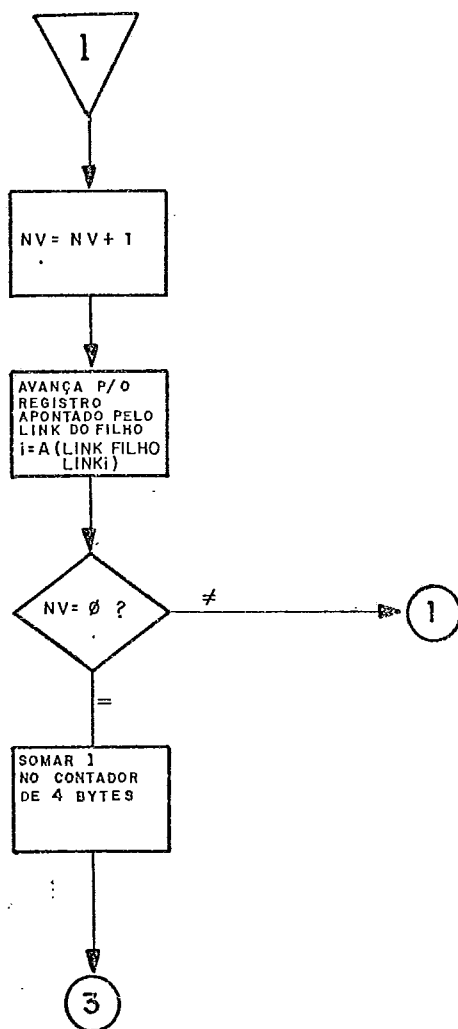 1
NV= NV+ 1
AVANÇA P/O
REGISTRO
APONTADO PELO
LINK DO FILHO
i=A(LINK FILHO
LINKi)
NV= Ø ?
≠
1
=
SOMAR 1
NO CONTADOR
DE 4 BYTES
3